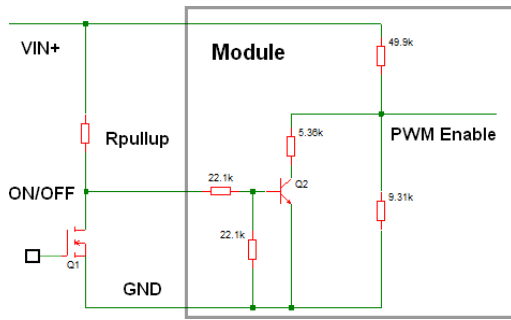 VIN+
Module
49.9k
Rpullup
5.36k
PWM Enable
ON/OFF
22.1k
Q2
9.31k
22.1k
Q1
GND